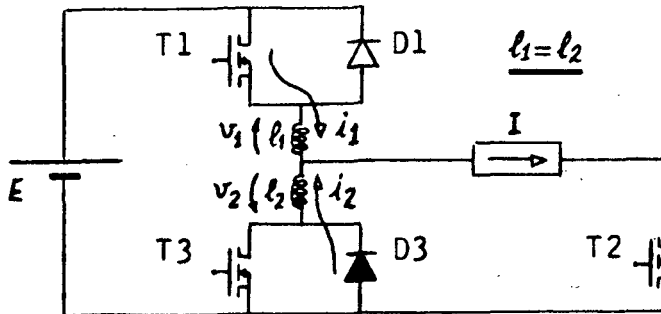 T1
D1
l₁=l₂
v₁
l₁
i₁
I
E
v₂
l₂
i₂
T3
D3
T2